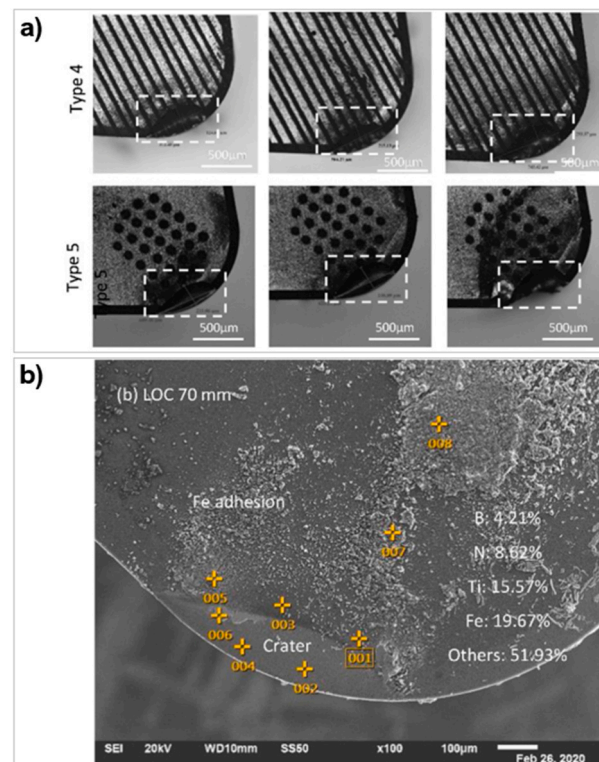 a)
Type 4
500μm
500μm
500μm
Type 5
Type 5
500μm
500μm
500μm
b)
(b) LOC 70 mm
008
Fe adhesion
B: 4.21%
007
N: 8.62%
005
Ti: 15.57%
003
006
Fe: 19.67%
004
Crater
001
Others: 51.93%
002
SEI 20kV WD10mm SS50 x100 100μm
Feb 26, 2020